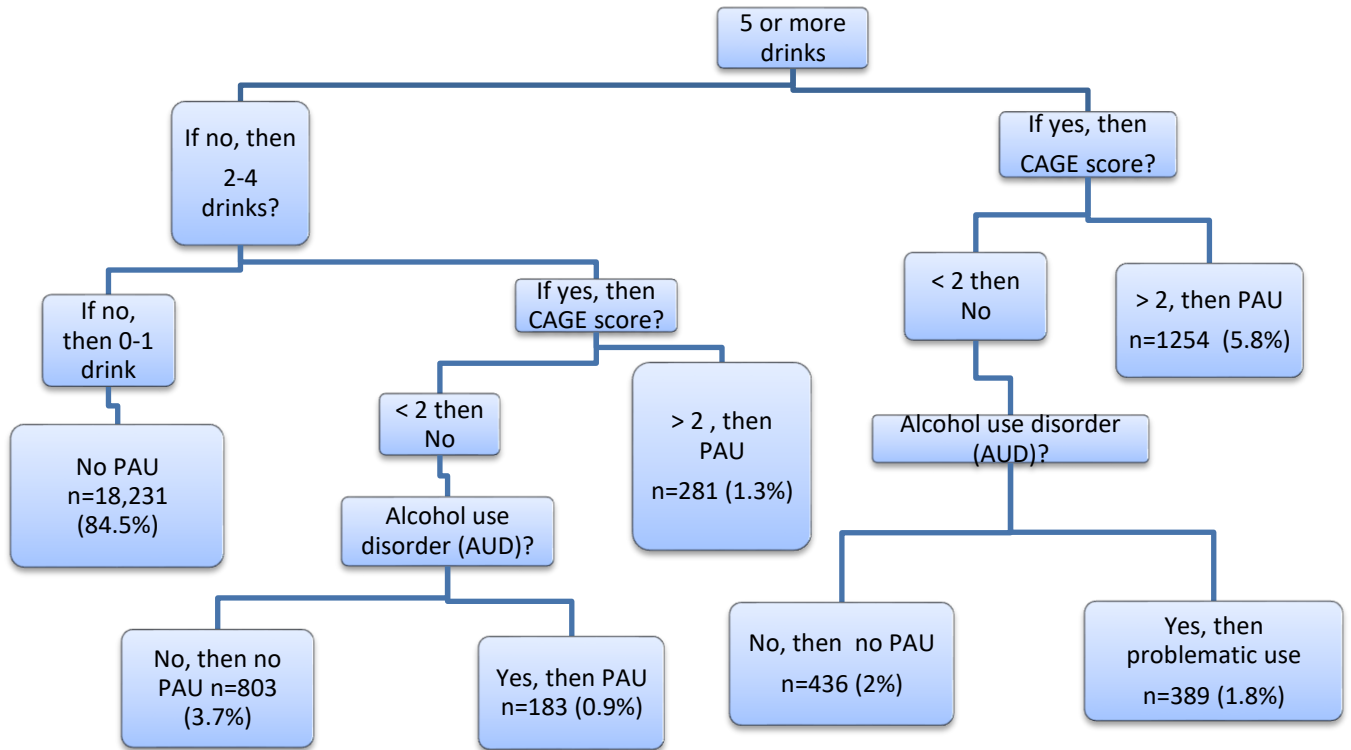 5 or more
drinks
If no, then
2-4
drinks?
If yes, then
CAGE score?
If no,
then 0-1
drink
If yes, then
CAGE score?
< 2 then
No
> 2, then PAU
n=1254 (5.8%)
No PAU
n=18,231
(84.5%)
< 2 then
No
> 2 , then
PAU
n=281 (1.3%)
Alcohol use disorder
(AUD)?
Alcohol use
disorder (AUD)?
No, then no
PAU n=803
(3.7%)
Yes, then PAU
n=183 (0.9%)
No, then no PAU
n=436 (2%)
Yes, then
problematic use
n=389 (1.8%)